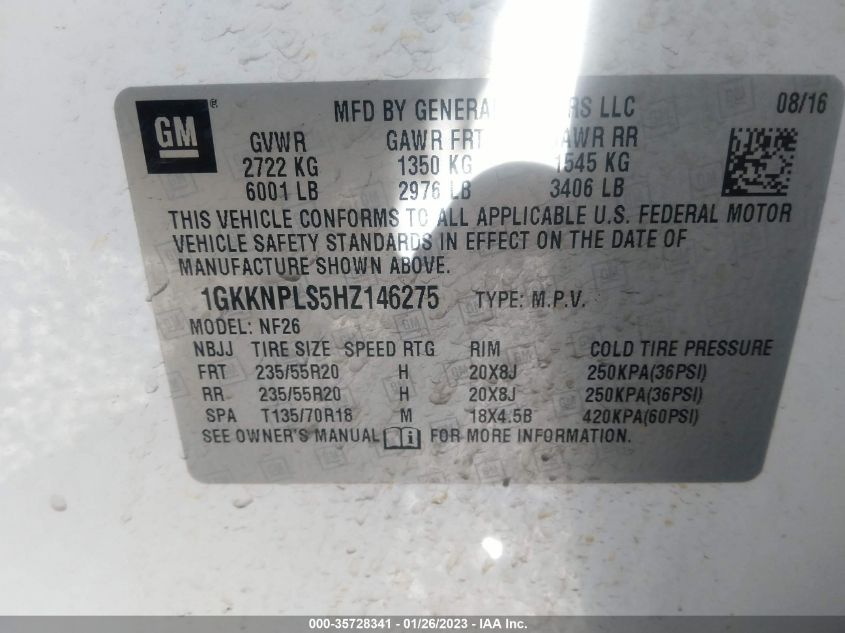 GM® MFD BY GENERA RS LLC 08/16
GVWR GAWR FRT AWR RR
2722 KG 1350 KG 1545 KG
6001 LB 2976 LB 3406 LB
THIS VEHICLE CONFORMS TO ALL APPLICABLE U.S. FEDERAL MOTOR
VEHICLE SAFETY STANDARDS IN EFFECT ON THE DATE OF
MANUFACTURE SHOWN ABOVE.
1GKKNPLS5HZ146275 TYPE: M.P.V.
MODEL: NF26
NBJJ TIRE SIZE SPEED RTG RIM COLD TIRE PRESSURE
FRT 235/55R20 H 20X8J 250KPA(36PSI)
RR 235/55R20 H 20X8J 250KPA(36PSI)
SPA T135/70R18 M 18X4.5B 420KPA(60PSI)
SEE OWNER'S MANUAL FOR MORE INFORMATION.
000-35728341 - 01/26/2023 - IAA Inc.